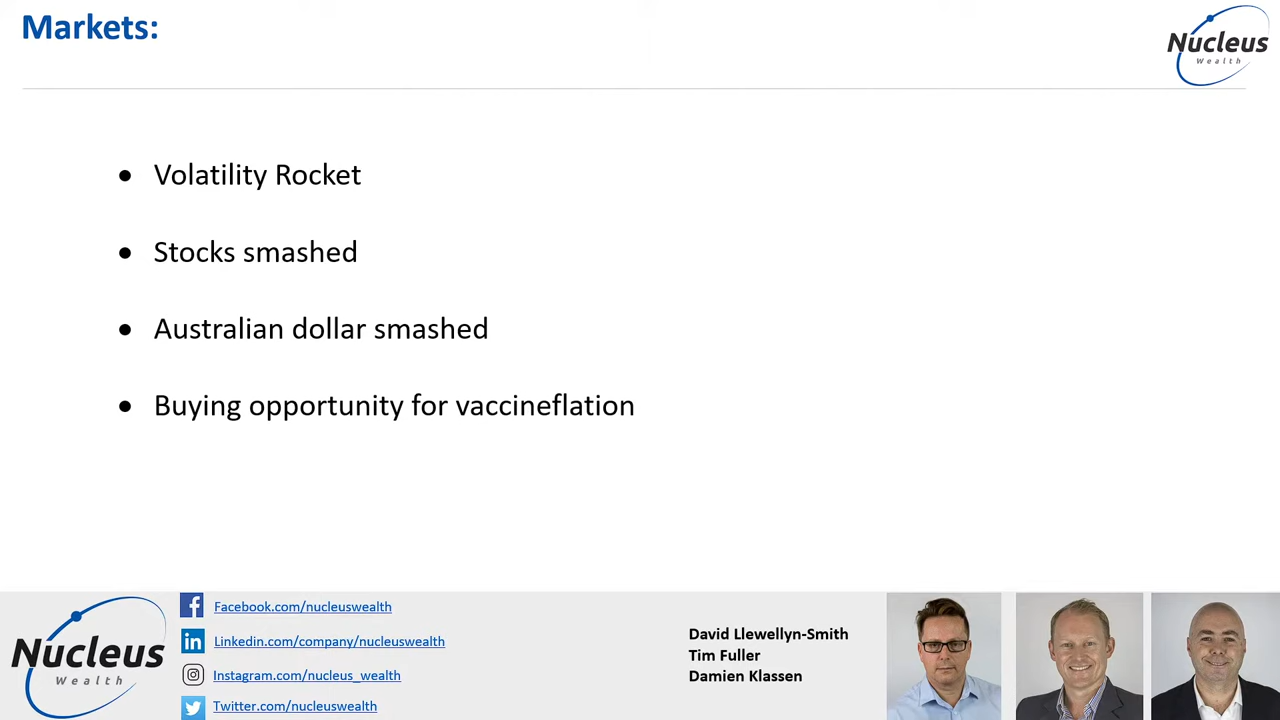 Markets:
Nucleus
Wealth
• Volatility Rocket
• Stocks smashed
• Australian dollar smashed
• Buying opportunity for vaccineflation
Nucleus
Wealth
Facebook.com/nucleuswealth
Linkedin.com/company/nucleuswealth
Instagram.com/nucleus_wealth
Twitter.com/nucleuswealth
David Llewellyn-Smith
Tim Fuller
Damien Klassen